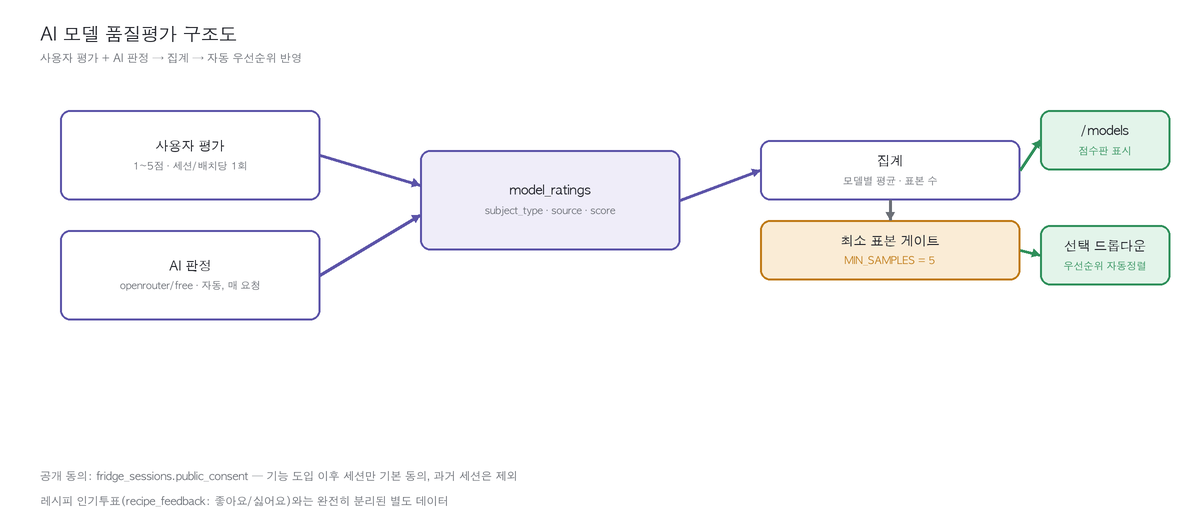 AI 모델 품질평가 구조도
사용자 평가 + AI 판정 → 집계 → 자동 우선순위 반영
사용자 평가
1~5점 · 세션/배치당 1회
AI 판정
openrouter/free · 자동, 매 요청
model_ratings
subject_type · source · score
집계
모델별 평균 · 표본 수
최소 표본 게이트
MIN_SAMPLES = 5
/models
점수판 표시
선택 드롭다운
우선순위 자동정렬
공개 동의: fridge_sessions.public_consent — 기능 도입 이후 세션만 기본 동의, 과거 세션은 제외
레시피 인기투표(recipe_feedback: 좋아요/싫어요)와는 완전히 분리된 별도 데이터